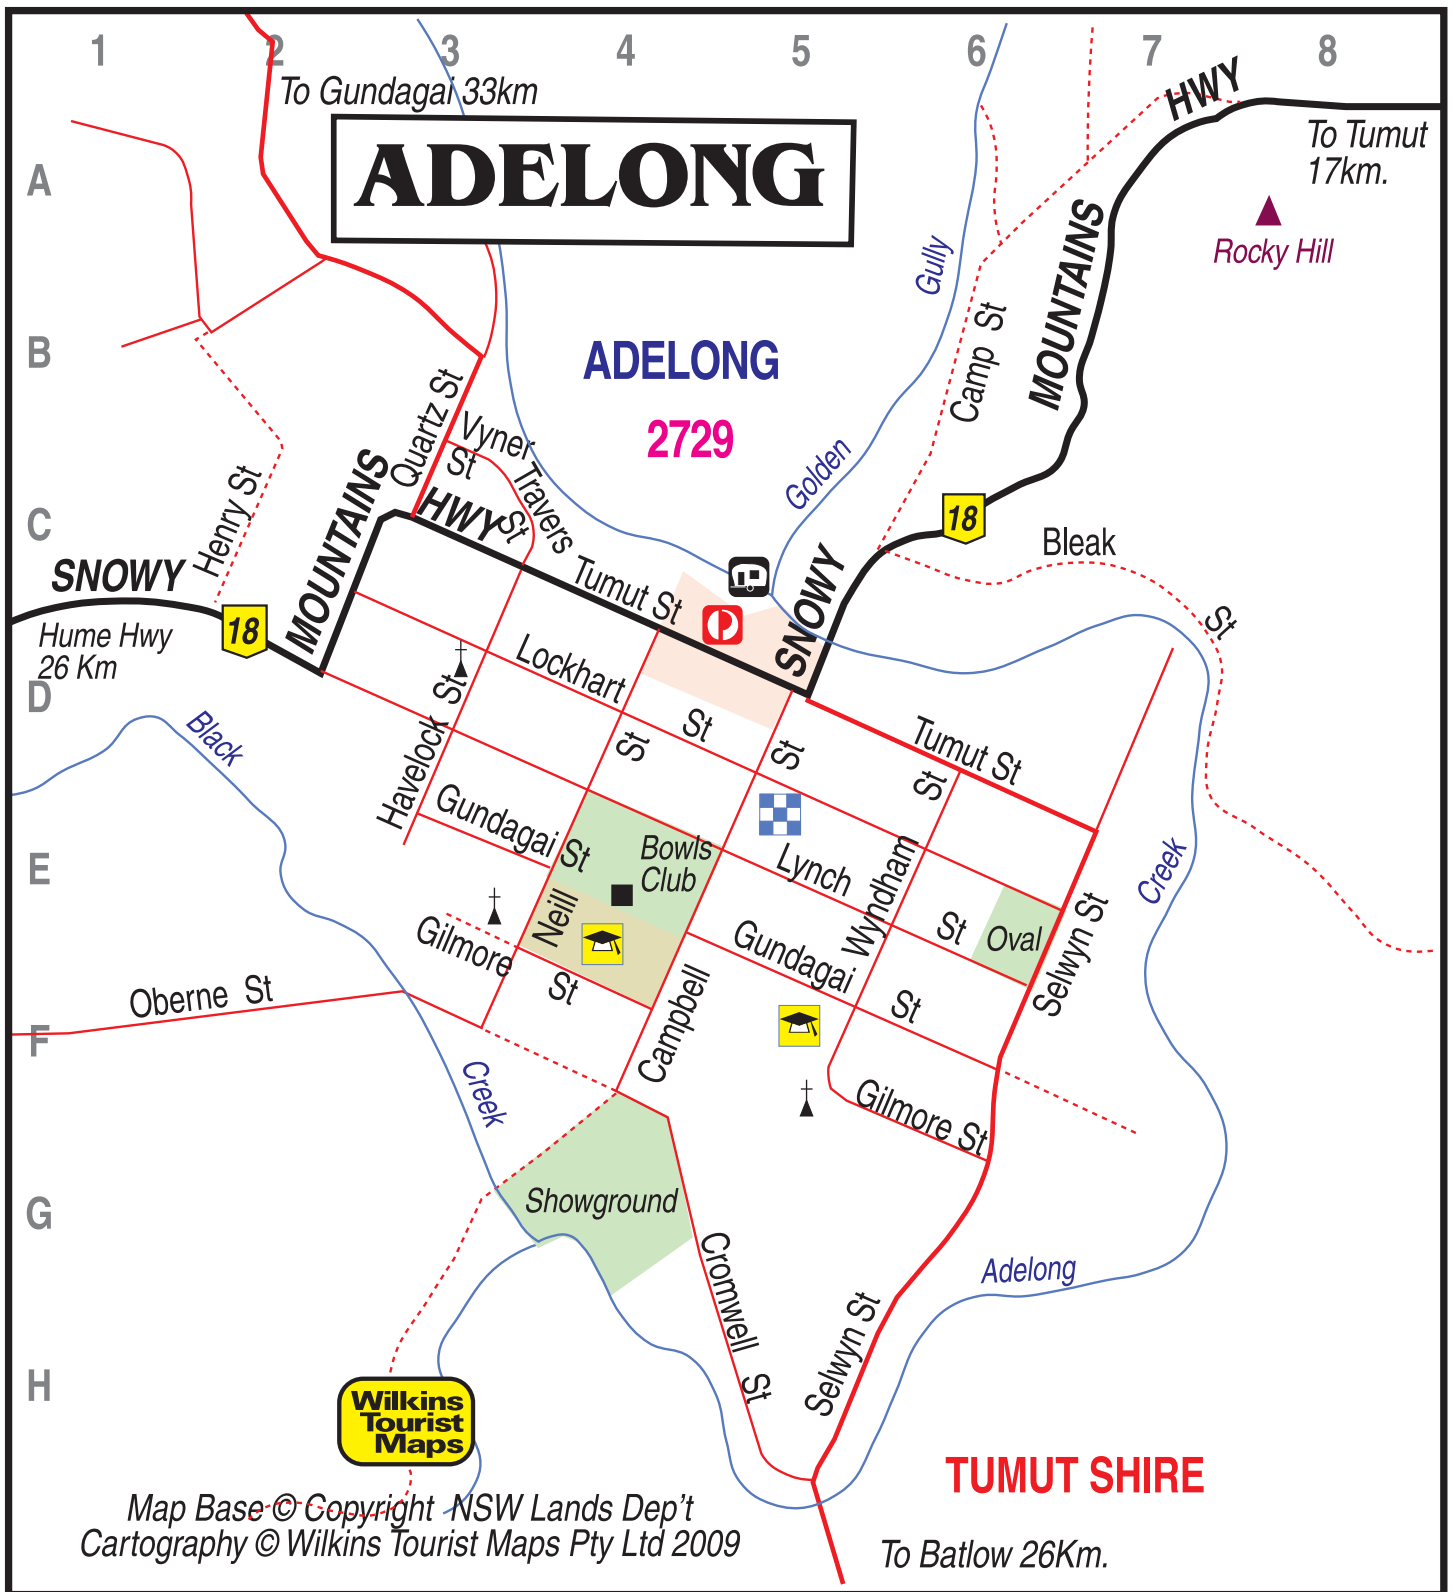 1 2 3 4 5 6 7 8
To Gundagai 33km
HWY
To Tumut
17km.
A
ADELONG
Rocky Hill
Gully
MOUNTAINS
B
ADELONG
Camp St
Quartz St
2729
Vyner
St
Travers
St
Golden
Henry St
MOUNTAINS
HWY
C
18
Bleak
St
SNOWY
Tumut St
SNOWY
18
Hume Hwy
26 Km
D
Lockhart
St
Havelock St
St
St
Black
Tumut St
St
Gundagai
St
Bowls
Club
Lynch
St
Wyndham
Creek
E
Neill
Gilmore
St
Gundagai
St
Oval
Selwyn St
Oberne St
F
Campbell
Creek
Gilmore St
G
Showground
Cromwell
St
Adelong
Selwyn St
H
Wilkins
Tourist
Maps
TUMUT SHIRE
Map Base © Copyright NSW Lands Dep't
Cartography © Wilkins Tourist Maps Pty Ltd 2009
To Batlow 26Km.